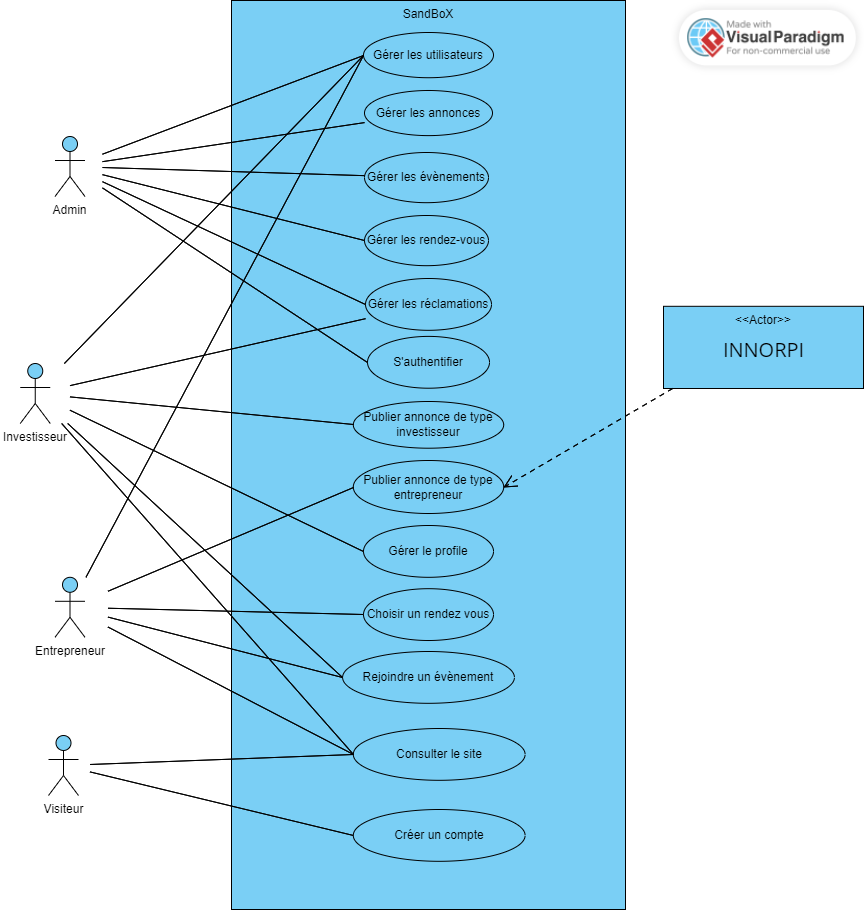 SandBoX
Made with
VisualParadigm
For non-commercial use
Gérer les utilisateurs
Gérer les annonces
Admin
Gérer les évènements
Gérer les rendez-vous
Gérer les réclamations
<<Actor>>
INNORPI
S'authentifier
Investisseur
Publier annonce de type
investisseur
Publier annonce de type
entrepreneur
Gérer le profile
Choisir un rendez vous
Entrepreneur
Rejoindre un évènement
Consulter le site
Visiteur
Créer un compte